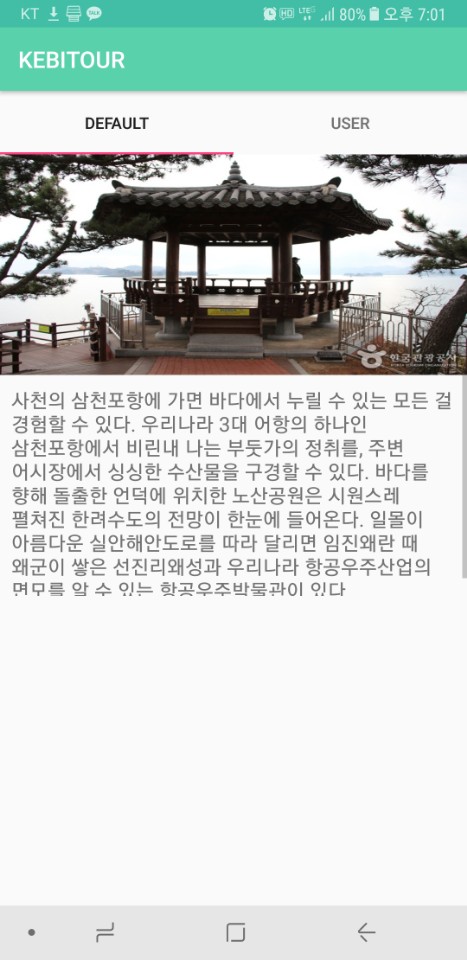 KT TALK HD LTE 80% 오후 7:01
KEBITOUR
DEFAULT USER
한국관광공사
사천의 삼천포항에 가면 바다에서 누릴 수 있는 모든 걸
경험할 수 있다. 우리나라 3대 어항의 하나인
삼천포항에서 비린내 나는 부둣가의 정취를, 주변
어시장에서 싱싱한 수산물을 구경할 수 있다. 바다를
향해 돌출한 언덕에 위치한 노산공원은 시원스레
펼쳐진 한려수도의 전망이 한눈에 들어온다. 일몰이
아름다운 실안해안도로를 따라 달리면 임진왜란 때
왜군이 쌓은 선진리왜성과 우리나라 항공우주산업의
면모를 알 수 있는 항공우주박물관이 있다